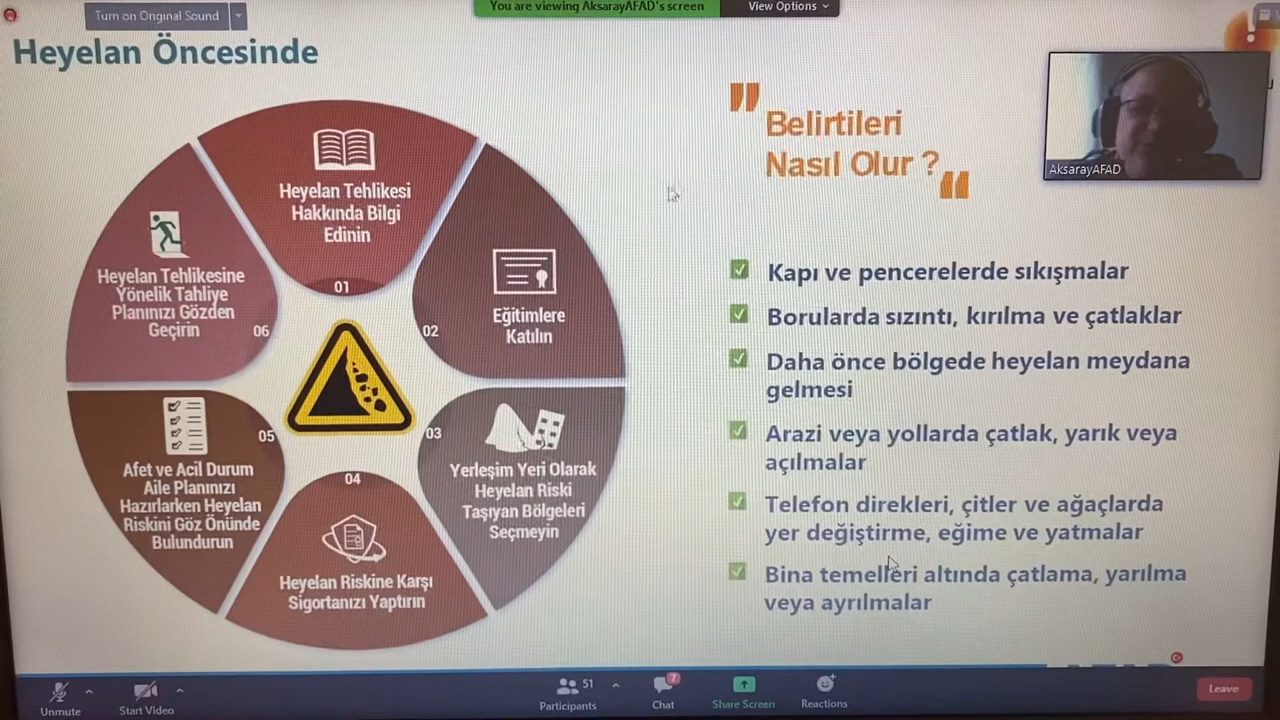 Turn on Original Sound
You are viewing AksarayAFAD's screen
View Options
Heyelan Öncesinde
Heyelan Tehlikesi
Hakkında Bilgi
Edinin
01
Eğitimlere
Katılın
02
03
Yerleşim Yeri Olarak
Heyelan Riski
Taşıyan Bölgeleri
Seçmeyin
04
Heyelan Riskine Karşı
Sigortanızı Yaptırın
05
Afet ve Acil Durum
Aile Planınızı
Hazırlarken Heyelan
Riskini Göz Önünde
Bulundurun
Heyelan Tehlikesine
Yönelik Tahliye
Planınızı Gözden
Geçirin
06
"Belirtileri
Nasıl Olur ?"
AksarayAFAD
Kapı ve pencerelerde sıkışmalar
Borularda sızıntı, kırılma ve çatlaklar
Daha önce bölgede heyelan meydana
gelmesi
Arazi veya yollarda çatlak, yarık veya
açılmalar
Telefon direkleri, çitler ve ağaçlarda
yer değiştirme, eğime ve yatmalar
Bina temelleri altında çatlama, yarılma
veya ayrılmalar
Unmute
Start Video
Participants
51
Chat
7
Share Screen
Reactions
Leave